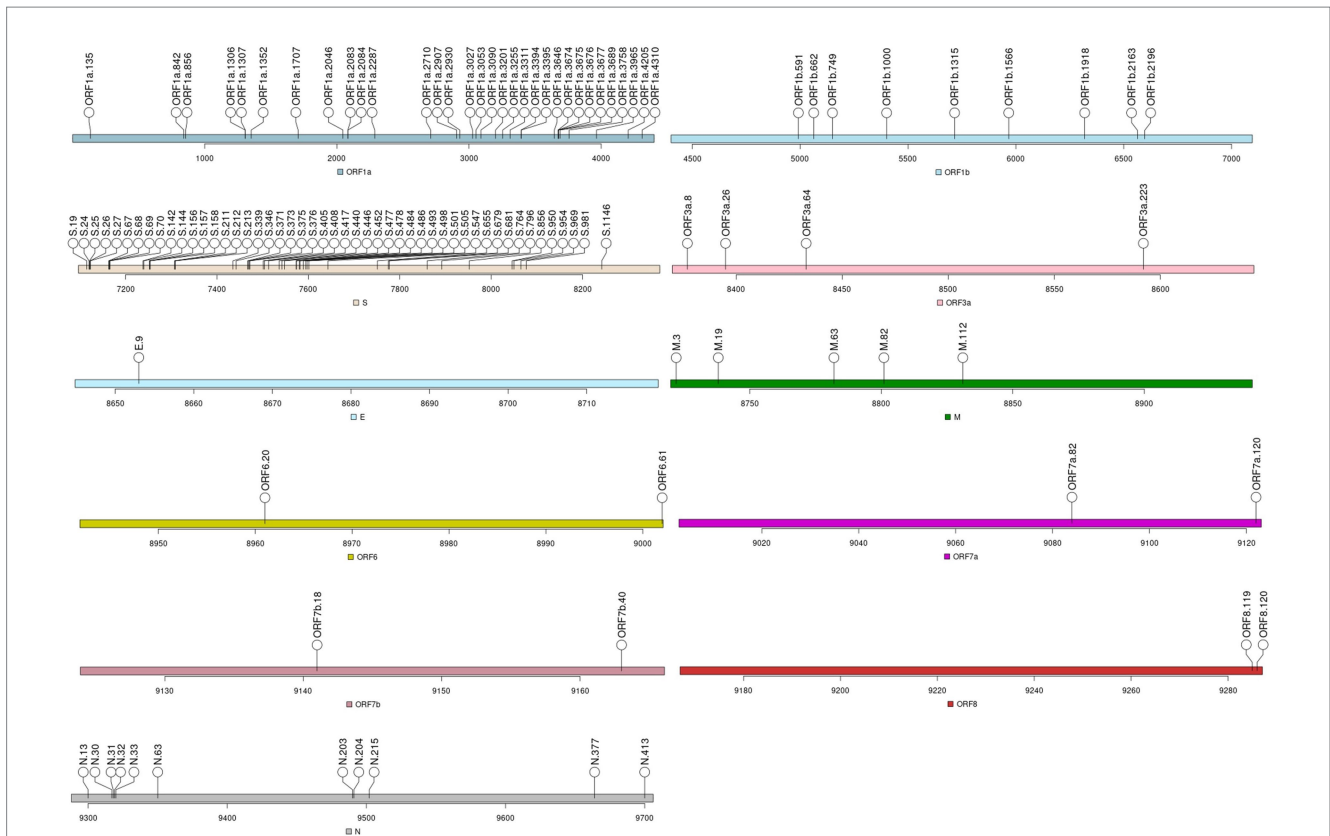 ORF1a.135
ORF1a.842
ORF1a.856
ORF1a.1306
ORF1a.1307
ORF1a.1352
ORF1a.1707
ORF1a.2046
ORF1a.2083
ORF1a.2084
ORF1a.2287
ORF1a.2710
ORF1a.2907
ORF1a.2930
ORF1a.3027
ORF1a.3053
ORF1a.3090
ORF1a.3201
ORF1a.3255
ORF1a.3311
ORF1a.3394
ORF1a.3395
ORF1a.3646
ORF1a.3674
ORF1a.3675
ORF1a.3676
ORF1a.3677
ORF1a.3689
ORF1a.3758
ORF1a.3965
ORF1a.4205
ORF1a.4310
1000 2000 3000 4000
ORF1a
ORF1b.591
ORF1b.662
ORF1b.749
ORF1b.1000
ORF1b.1315
ORF1b.1566
ORF1b.1918
ORF1b.2163
ORF1b.2196
4500 5000 5500 6000 6500 7000
ORF1b
S.19
S.24
S.25
S.26
S.27
S.67
S.68
S.69
S.70
S.142
S.144
S.156
S.157
S.158
S.211
S.212
S.213
S.339
S.346
S.371
S.373
S.375
S.376
S.405
S.408
S.417
S.440
S.446
S.452
S.477
S.478
S.484
S.486
S.493
S.498
S.501
S.505
S.547
S.655
S.679
S.681
S.764
S.796
S.856
S.950
S.954
S.969
S.981
S.1146
7200 7400 7600 7800 8000 8200
S
ORF3a.8
ORF3a.26
ORF3a.64
ORF3a.223
8400 8450 8500 8550 8600
ORF3a
E.9
8650 8660 8670 8680 8690 8700 8710
E
M.3
M.19
M.63
M.82
M.112
8750 8800 8850 8900
M
ORF6.20
ORF6.61
8950 8960 8970 8980 8990 9000
ORF6
ORF7a.82
ORF7a.120
9020 9040 9060 9080 9100 9120
ORF7a
ORF7b.18
ORF7b.40
9130 9140 9150 9160
ORF7b
ORF8.119
ORF8.120
9180 9200 9220 9240 9260 9280
ORF8
N.13
N.30
N.31
N.32
N.33
N.63
N.203
N.204
N.215
N.377
N.413
9300 9400 9500 9600 9700
N